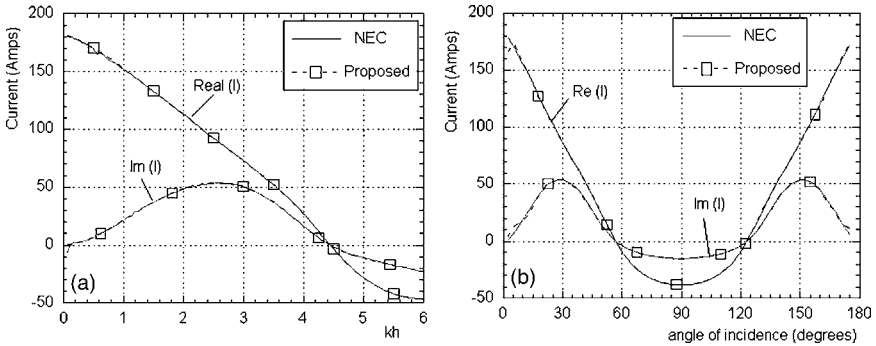 200
150
100
50
0
-50
Current (Amps)
NEC
Proposed
Real (I)
Im (I)
(a)
0 1 2 3 4 5 6
kh
200
150
100
50
0
-50
Current (Amps)
NEC
Proposed
Re (I)
Im (I)
(b)
0 30 60 90 120 150 180
angle of incidence (degrees)